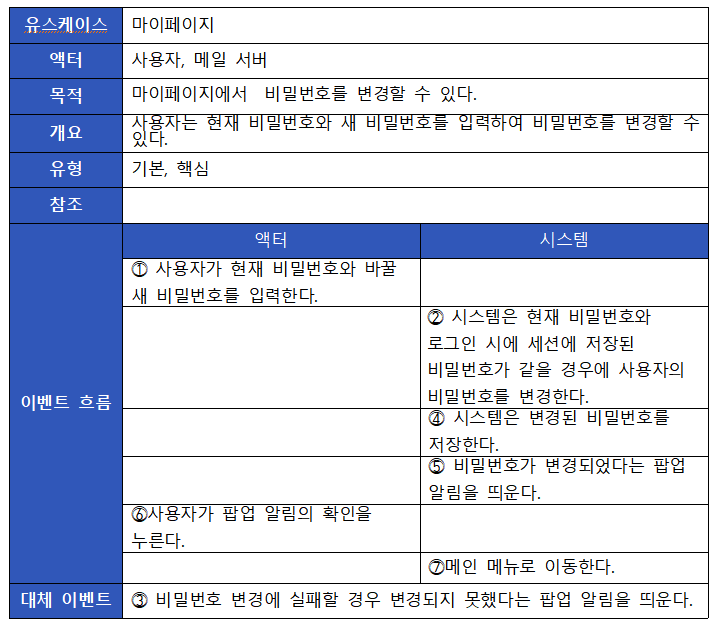 유스케이스 마이페이지
액터 사용자, 메일 서버
목적 마이페이지에서 비밀번호를 변경할 수 있다.
개요 사용자는 현재 비밀번호와 새 비밀번호를 입력하여 비밀번호를 변경할 수
있다.
유형 기본, 핵심
참조
이벤트 흐름
액터 시스템
① 사용자가 현재 비밀번호와 바꿀
새 비밀번호를 입력한다.
② 시스템은 현재 비밀번호와
로그인 시에 세션에 저장된
비밀번호가 같을 경우에 사용자의
비밀번호를 변경한다.
④ 시스템은 변경된 비밀번호를
저장한다.
⑤ 비밀번호가 변경되었다는 팝업
알림을 띄운다.
⑥사용자가 팝업 알림의 확인을
누른다.
⑦메인 메뉴로 이동한다.
대체 이벤트 ③ 비밀번호 변경에 실패할 경우 변경되지 못했다는 팝업 알림을 띄운다.